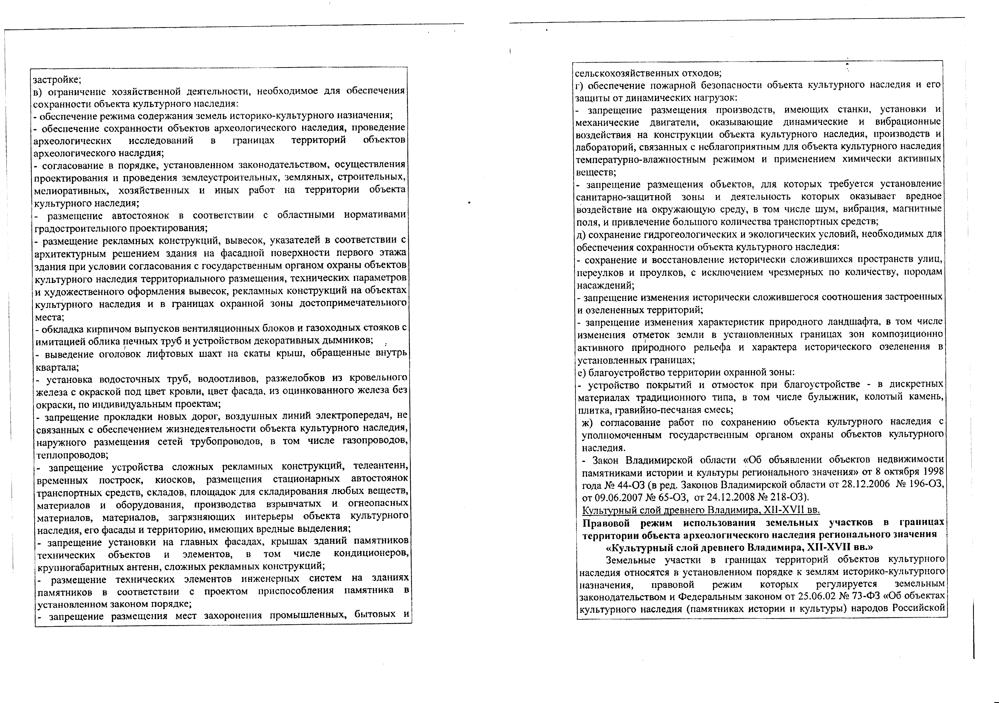 застройке;
в) ограничение хозяйственной деятельности, необходимое для обеспечения
сохранности объекта культурного наследия:
- обеспечение режима содержания земель историко-культурного назначения;
- обеспечение сохранности объектов археологического наследия, проведение
археологических исследований в границах территорий объектов
археологического наследия;
- согласование в порядке, установленном законодательством, осуществления
проектирования и проведения землеустроительных, земляных, строительных,
мелиоративных, хозяйственных и иных работ на территории объекта
культурного наследия;
- размещение автостоянок в соответствии с областными нормативами
градостроительного проектирования;
- размещение рекламных конструкций, вывесок, указателей в соответствии с
архитектурным решением здания на фасадной поверхности первого этажа
здания при условии согласования с государственным органом охраны объектов
культурного наследия территориального размещения, технических параметров
и художественного оформления вывесок, рекламных конструкций на объектах
культурного наследия и в границах охранной зоны достопримечательного
места;
- обкладка кирпичом выпусков вентиляционных блоков и газоходных стояков с
имитацией облика печных труб и устройством декоративных дымников;
- выведение оголовок лифтовых шахт на скаты крыш, обращенные внутрь
квартала;
- установка водосточных труб, водоотливов, разжелобков из кровельного
железа с окраской под цвет кровли, цвет фасада, из оцинкованного железа без
окраски, по индивидуальным проектам;
- запрещение прокладки новых дорог, воздушных линий электропередач, не
связанных с обеспечением жизнедеятельности объекта культурного наследия,
наружного размещения сетей трубопроводов, в том числе газопроводов,
теплопроводов;
- запрещение устройства сложных рекламных конструкций, телеантенн,
временных построек, киосков, размещения стационарных автостоянок
транспортных средств, складов, площадок для складирования любых веществ,
материалов и оборудования, производства взрывчатых и огнеопасных
материалов, материалов, загрязняющих интерьеры объекта культурного
наследия, его фасады и территорию, имеющих вредные выделения;
- запрещение установки на главных фасадах, крышах зданий памятников
технических объектов и элементов, в том числе кондиционеров,
крупногабаритных антенн, сложных рекламных конструкций;
- размещение технических элементов инженерных систем на зданиях
памятников в соответствии с проектом приспособления памятника в
установленном законом порядке;
- запрещение размещения мест захоронения промышленных, бытовых и
сельскохозяйственных отходов;
г) обеспечение пожарной безопасности объекта культурного наследия и его
защиты от динамических нагрузок:
- запрещение размещения производств, имеющих станки, установки и
механические двигатели, оказывающие динамические и вибрационные
воздействия на конструкции объекта культурного наследия, производств и
лабораторий, связанных с неблагоприятным для объекта культурного наследия
температурно-влажностным режимом и применением химически активных
веществ;
- запрещение размещения объектов, для которых требуется установление
санитарно-защитной зоны и деятельность которых оказывает вредное
воздействие на окружающую среду, в том числе шум, вибрация, магнитные
поля, и привлечение большого количества транспортных средств;
д) сохранение гидрогеологических и экологических условий, необходимых для
обеспечения сохранности объекта культурного наследия:
- сохранение и восстановление исторически сложившихся пространств улиц,
переулков и проулков, с исключением чрезмерных по количеству, породам
насаждений;
- запрещение изменения исторически сложившегося соотношения застроенных
и озелененных территорий;
- запрещение изменения характеристик природного ландшафта, в том числе
изменения отметок земли в установленных границах зон композиционно
активного природного рельефа и характера исторического озеленения в
установленных границах;
е) благоустройство территории охранной зоны:
- устройство покрытий и отмосток при благоустройстве - в дискретных
материалах традиционного типа, в том числе булыжник, колотый камень,
плитка, гравийно-песчаная смесь;
ж) согласование работ по сохранению объекта культурного наследия с
уполномоченным государственным органом охраны объектов культурного
наследия.
- Закон Владимирской области «Об объявлении объектов недвижимости
памятниками истории и культуры регионального значения» от 8 октября 1998
года № 44-ОЗ (в ред. Законов Владимирской области от 28.12.2006 № 196-ОЗ,
от 09.06.2007 № 65-ОЗ, от 24.12.2008 № 218-ОЗ).
Культурный слой древнего Владимира, XII-XVII вв.
Правовой режим использования земельных участков в границах
территории объекта археологического наследия регионального значения
«Культурный слой древнего Владимира, XII-XVII вв.»
Земельные участки в границах территорий объектов культурного
наследия относятся в установленном порядке к землям историко-культурного
назначения, правовой режим которых регулируется земельным
законодательством и Федеральным законом от 25.06.02 № 73-ФЗ «Об объектах
культурного наследия (памятниках истории и культуры) народов Российской